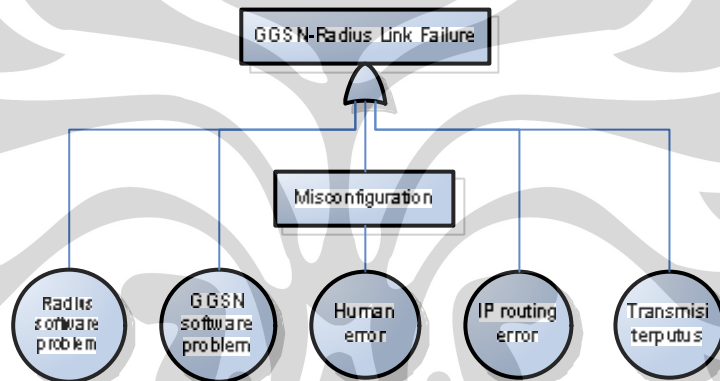 GGSN-Radius Link Failure
Misconfiguration
Radius
software
problem
GGSN
software
problem
Human
error
IP routing
error
Transmisi
terputus